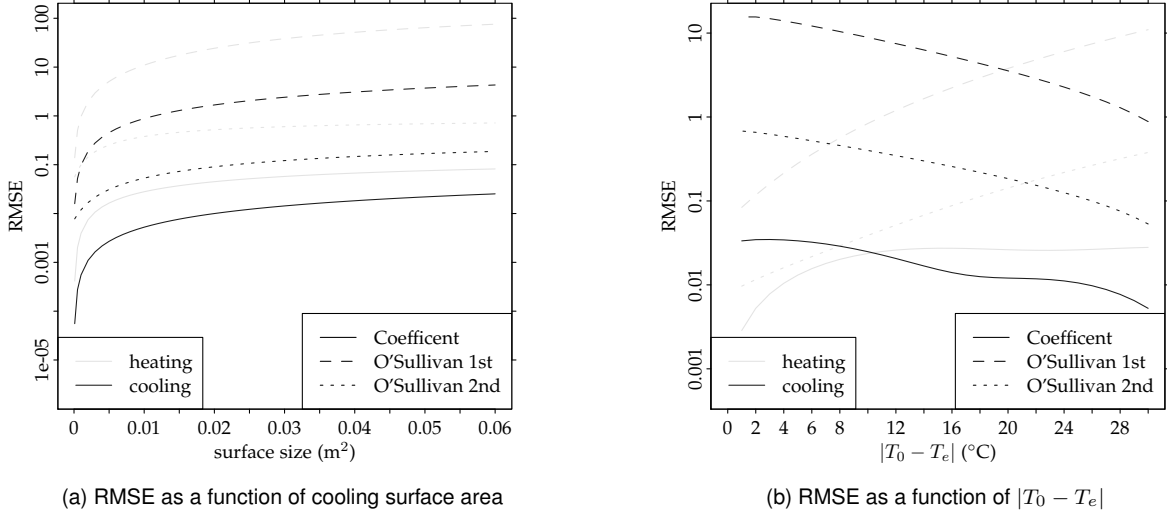 RMSE
100
10
1
0.1
0.001
1e-05
heating
cooling
Coefficent
O'Sullivan 1st
O'Sullivan 2nd
0 0.01 0.02 0.03 0.04 0.05 0.06
surface size (m²)
(a) RMSE as a function of cooling surface area
RMSE
10
1
0.1
0.01
0.001
heating
cooling
Coefficent
O'Sullivan 1st
O'Sullivan 2nd
0 2 4 6 8 12 16 20 24 28
|T₀ − Tₑ| (°C)
(b) RMSE as a function of |T₀ − Tₑ|